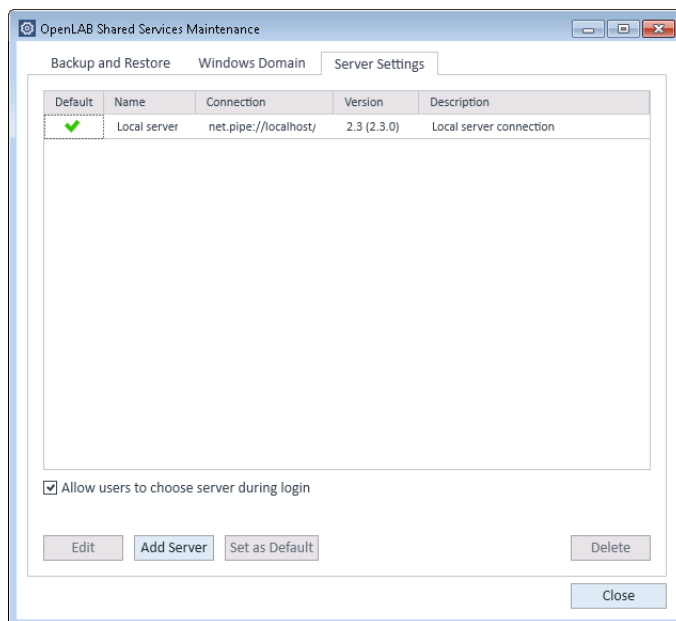 OpenLAB Shared Services Maintenance
Backup and Restore Windows Domain Server Settings
Default Name Connection Version Description
Local server net.pipe://localhost/ 2.3 (2.3.0) Local server connection
Allow users to choose server during login
Edit Add Server Set as Default Delete
Close